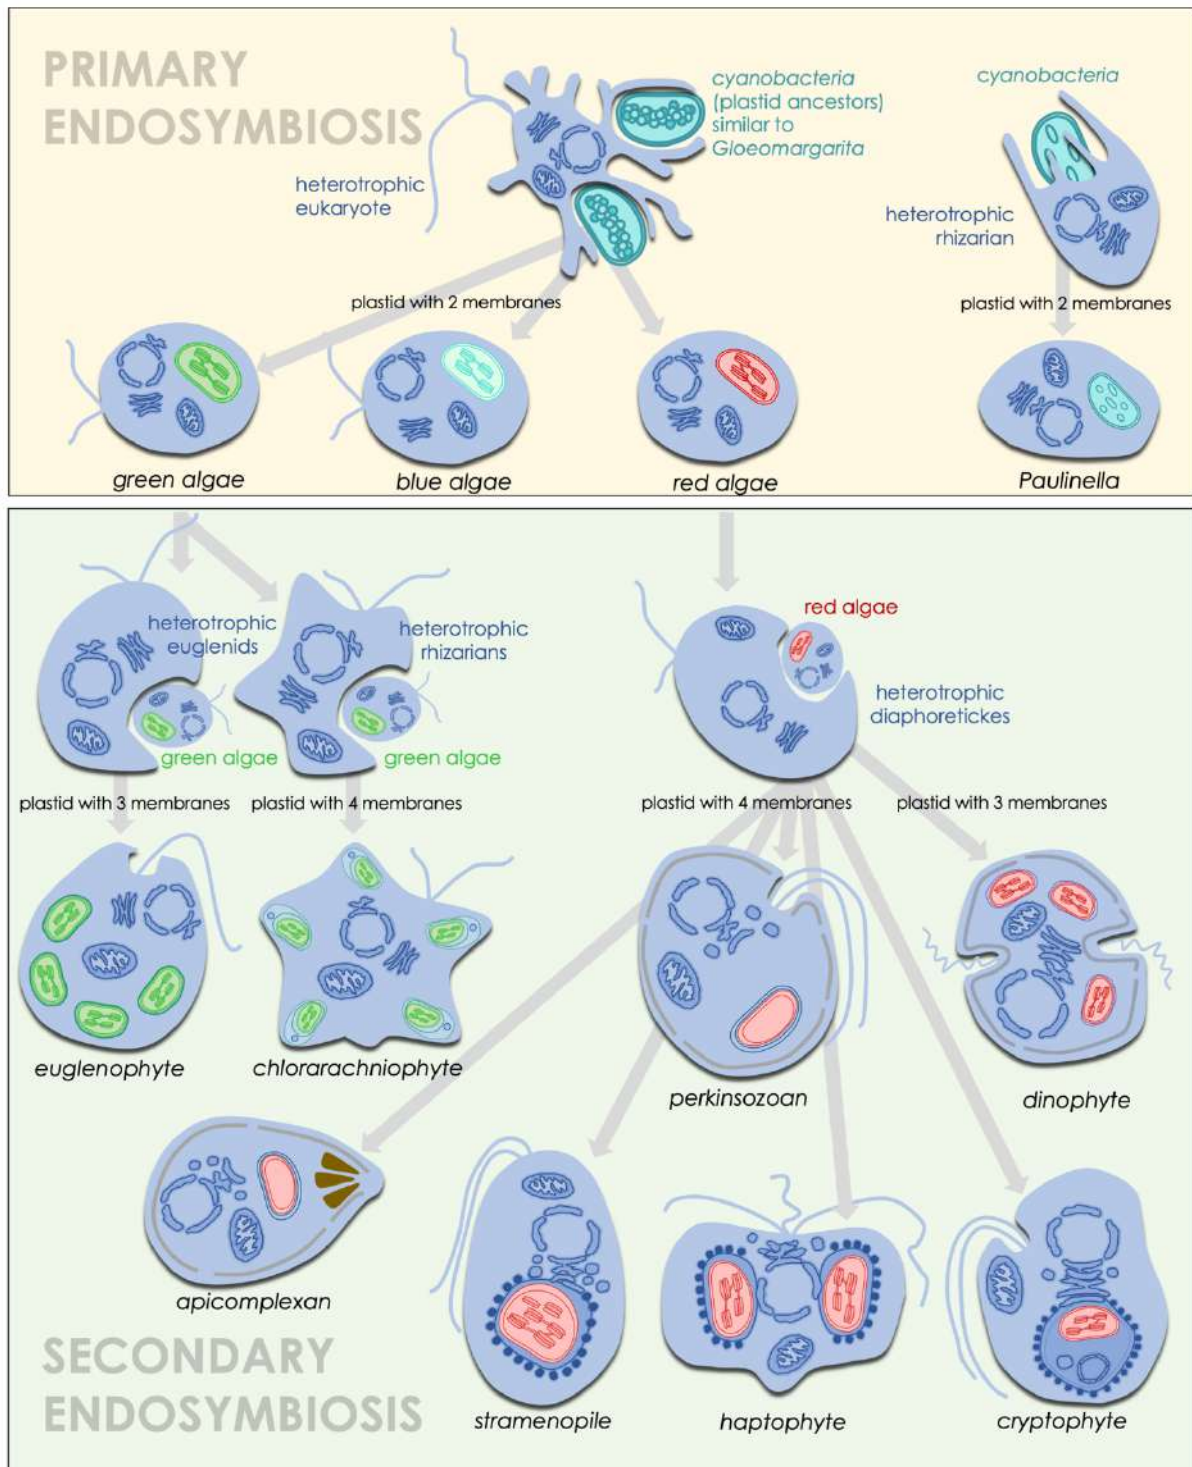 PRIMARY
ENDOSYMBIOSIS
cyanobacteria
(plastid ancestors)
similar to
Gloeomargarita
cyanobacteria
heterotrophic
eukaryote
heterotrophic
rhizarian
plastid with 2 membranes
plastid with 2 membranes
green algae
blue algae
red algae
Paulinella
heterotrophic
euglenids
heterotrophic
rhizarians
red algae
heterotrophic
diaphoretickes
green algae
green algae
plastid with 3 membranes
plastid with 4 membranes
plastid with 4 membranes
plastid with 3 membranes
euglenophyte
chlorarachniophyte
perkinsozoan
dinophyte
apicomplexan
SECONDARY
ENDOSYMBIOSIS
stramenopile
haptophyte
cryptophyte